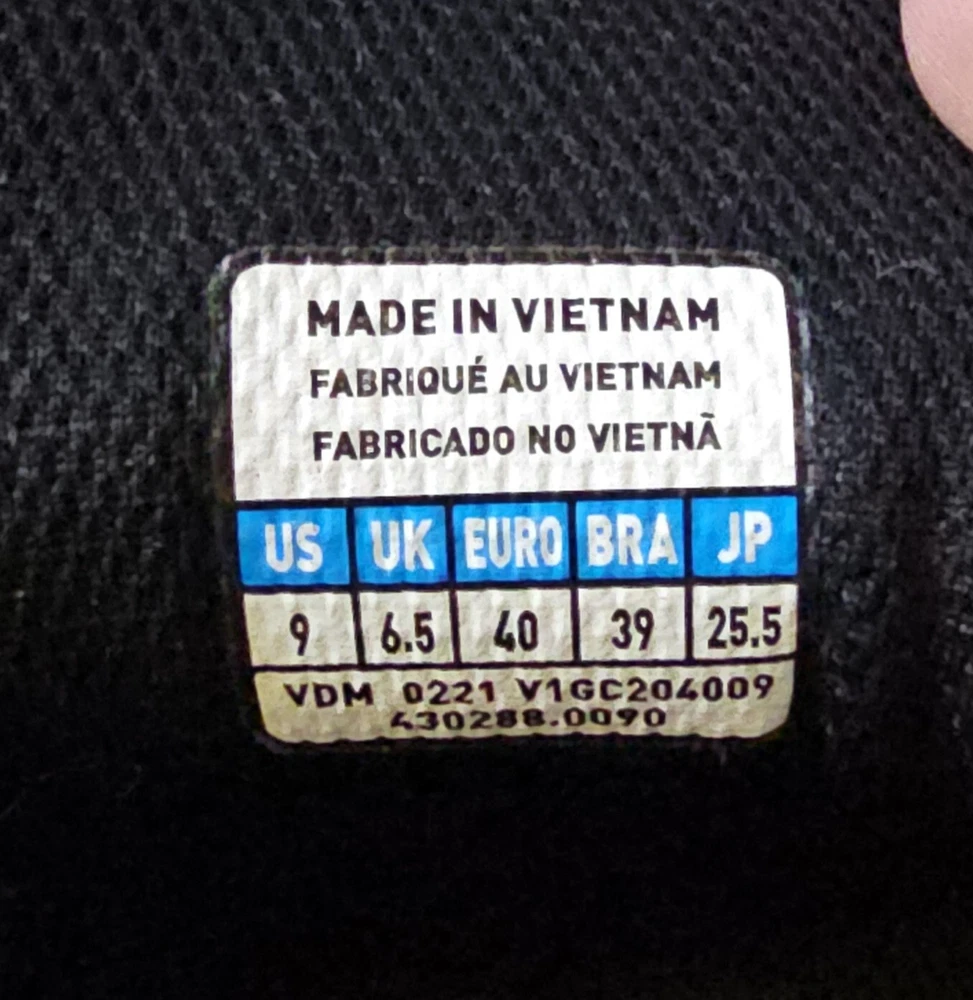 MADE IN VIETNAM
FABRIQUÉ AU VIETNAM
FABRICADO NO VIETNÃ
US UK EURO BRA JP
9 6.5 40 39 25.5
VDM 0221 V1GC204009
430288.0090